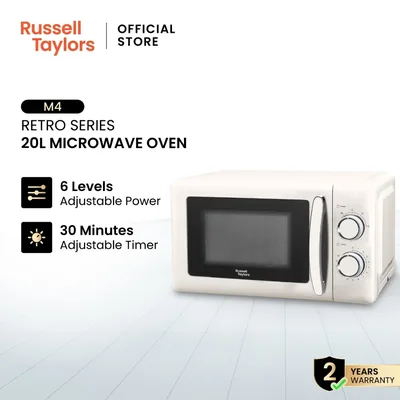 Russell
Taylors
OFFICIAL
STORE
M4
RETRO SERIES
20L MICROWAVE OVEN
6 Levels
Adjustable Power
30 Minutes
Adjustable Timer
Russell
Taylors
2
YEARS
WARRANTY